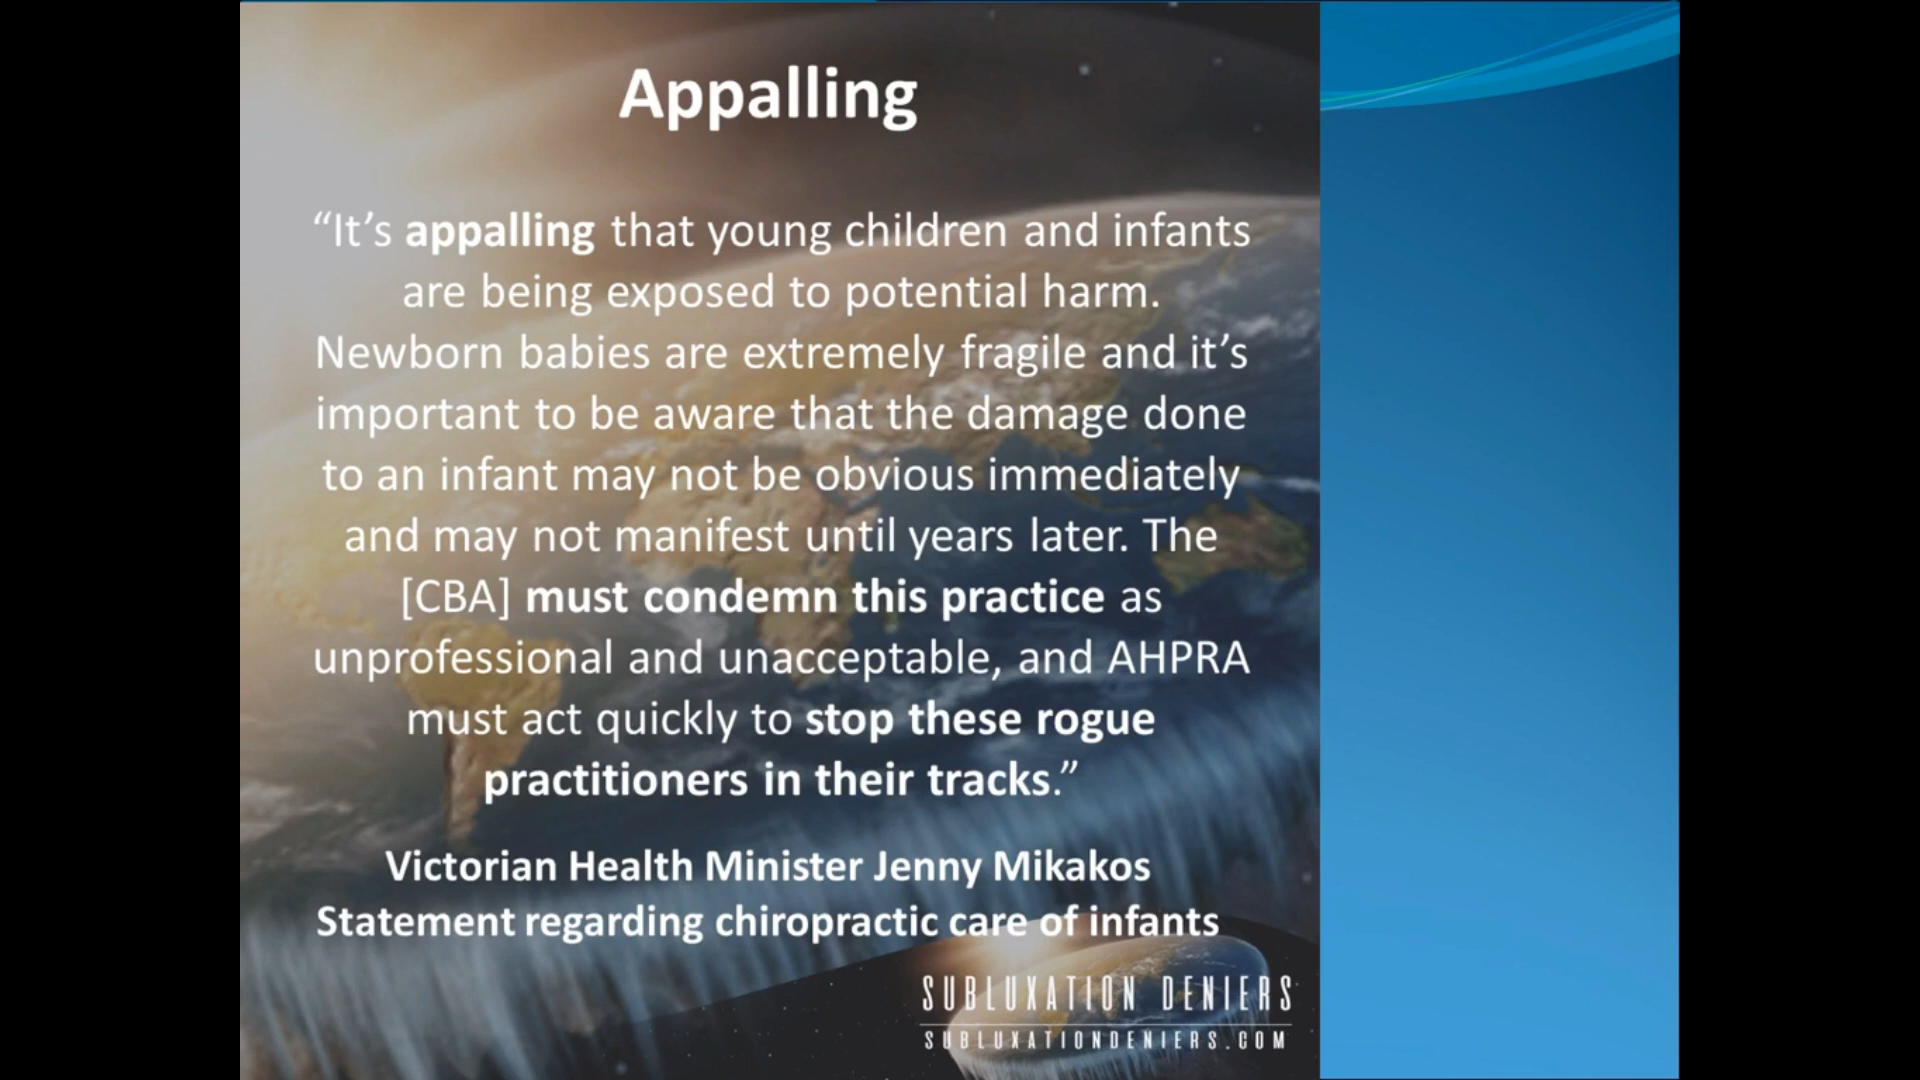 Appalling
“It’s appalling that young children and infants
are being exposed to potential harm.
Newborn babies are extremely fragile and it’s
important to be aware that the damage done
to an infant may not be obvious immediately
and may not manifest until years later. The
[CBA] must condemn this practice as
unprofessional and unacceptable, and AHPRA
must act quickly to stop these rogue
practitioners in their tracks.”
Victorian Health Minister Jenny Mikakos
Statement regarding chiropractic care of infants
SUBLUXATION DENIERS
SUBLUXATIONDENIERS.COM